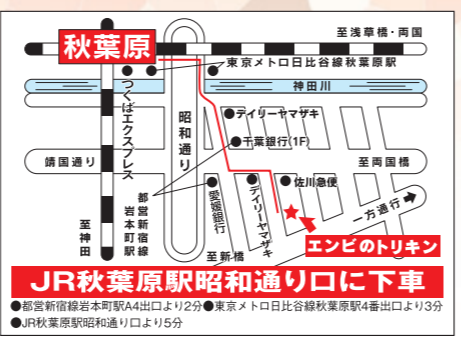 至浅草橋・両国
秋葉原
東京メトロ日比谷線秋葉原駅
神田川
つくばエクスプレス
昭和通り
デイリーヤマザキ
千葉銀行(1F)
靖国通り
至両国橋
都営新宿線岩本町駅
愛媛銀行
デイリーヤマザキ
佐川急便
一方通行
至神田
至新橋
エンビのトリキン
JR秋葉原駅昭和通り口に下車
●都営新宿線岩本町駅A4出口より2分●東京メトロ日比谷線秋葉原駅4番出口より3分
●JR秋葉原駅昭和通り口より5分